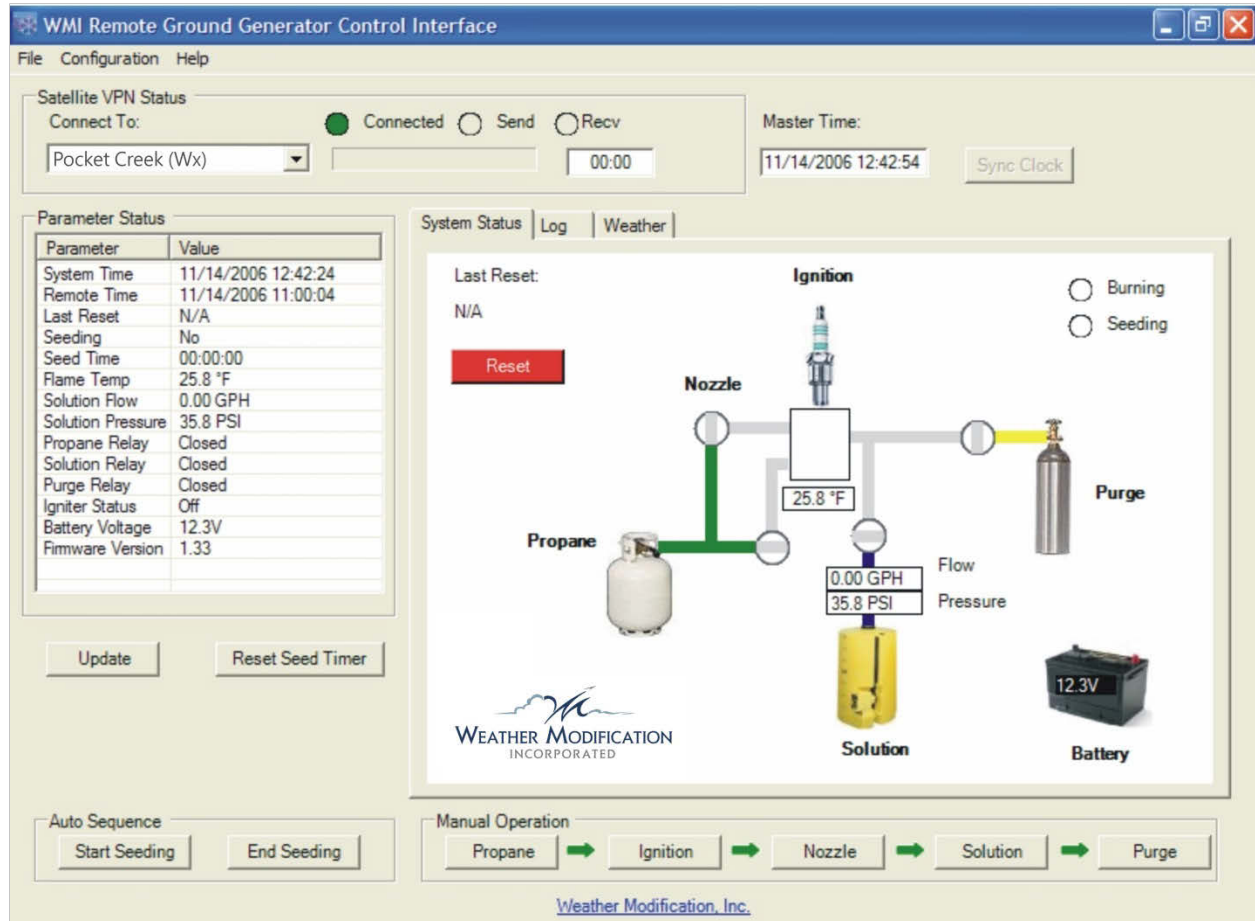 WMI Remote Ground Generator Control Interface
File Configuration Help
Satellite VPN Status
Connect To:
Connected Send Recv
Pocket Creek (Wx)
00:00
Master Time:
11/14/2006 12:42:54
Sync Clock
Parameter Status
Parameter Value
System Time 11/14/2006 12:42:24
Remote Time 11/14/2006 11:00:04
Last Reset N/A
Seeding No
Seed Time 00:00:00
Flame Temp 25.8 °F
Solution Flow 0.00 GPH
Solution Pressure 35.8 PSI
Propane Relay Closed
Solution Relay Closed
Purge Relay Closed
Igniter Status Off
Battery Voltage 12.3V
Firmware Version 1.33
Update Reset Seed Timer
System Status Log Weather
Last Reset:
N/A
Reset
Ignition
Burning
Seeding
Nozzle
25.8 °F
Purge
Propane
0.00 GPH Flow
35.8 PSI Pressure
12.3V
WEATHER MODIFICATION
INCORPORATED
Solution
Battery
Auto Sequence
Start Seeding End Seeding
Manual Operation
Propane Ignition Nozzle Solution Purge
Weather Modification, Inc.